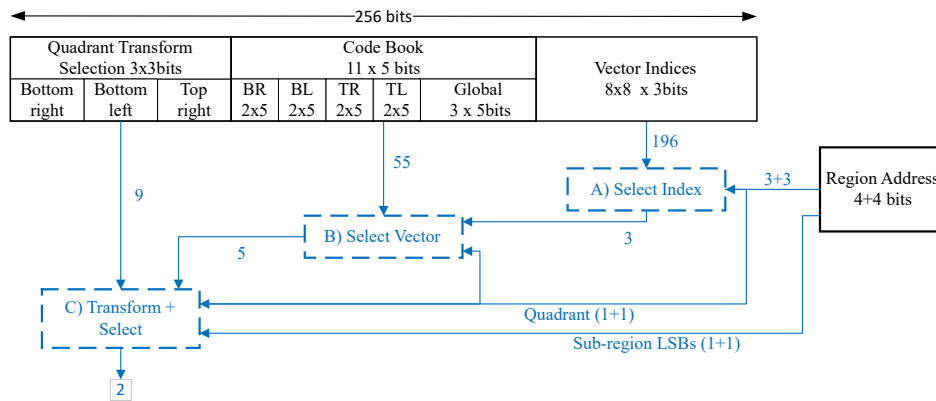 256 bits
Quadrant Transform
Selection 3x3bits
Code Book
11 x 5 bits
Vector Indices
8x8 x 3bits
Bottom
right
Bottom
left
Top
right
BR
2x5
BL
2x5
TR
2x5
TL
2x5
Global
3 x 5bits
196
55
9
A) Select Index
3+3
Region Address
4+4 bits
3
B) Select Vector
5
C) Transform +
Select
Quadrant (1+1)
Sub-region LSBs (1+1)
2